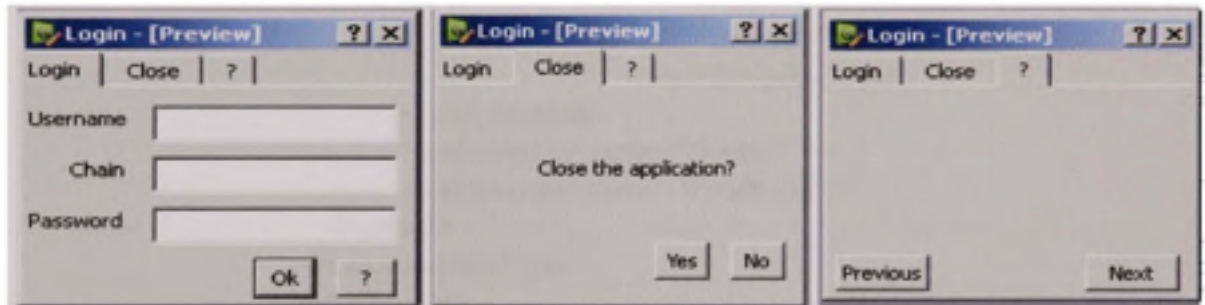 Login - [Preview] ? ×
Login Close ?
Username
Chain
Password
Ok ?
Login - [Preview] ? ×
Login Close ?
Close the application?
Yes No
Login - [Preview] ? ×
Login Close ?
Previous Next